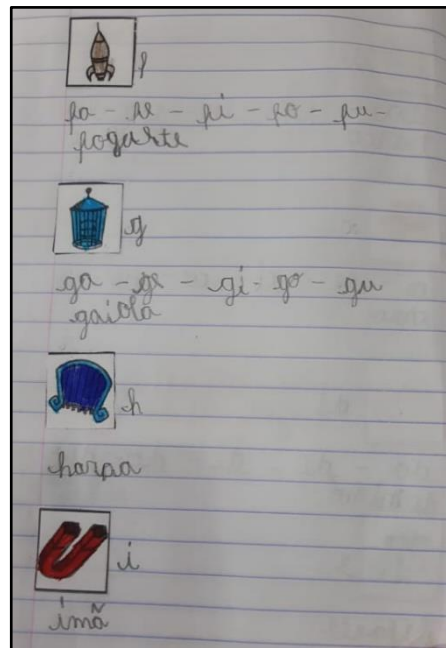 f
fa - fe - fi - fo - fu -
foguete
g
ga - ge - gi - go - gu
gaiola
h
harpa
i
imã